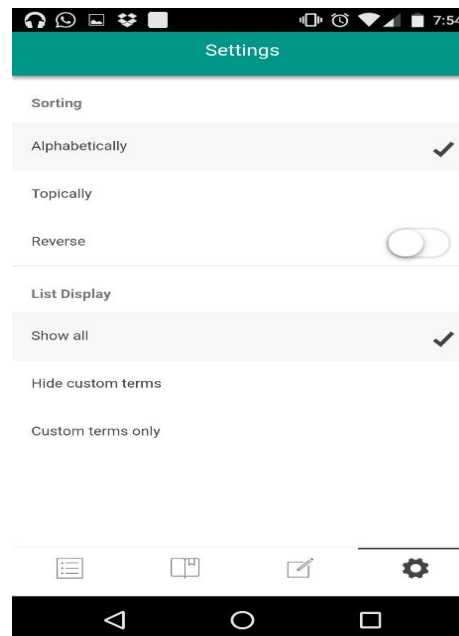 7:54
Settings
Sorting
Alphabetically
Topically
Reverse
List Display
Show all
Hide custom terms
Custom terms only